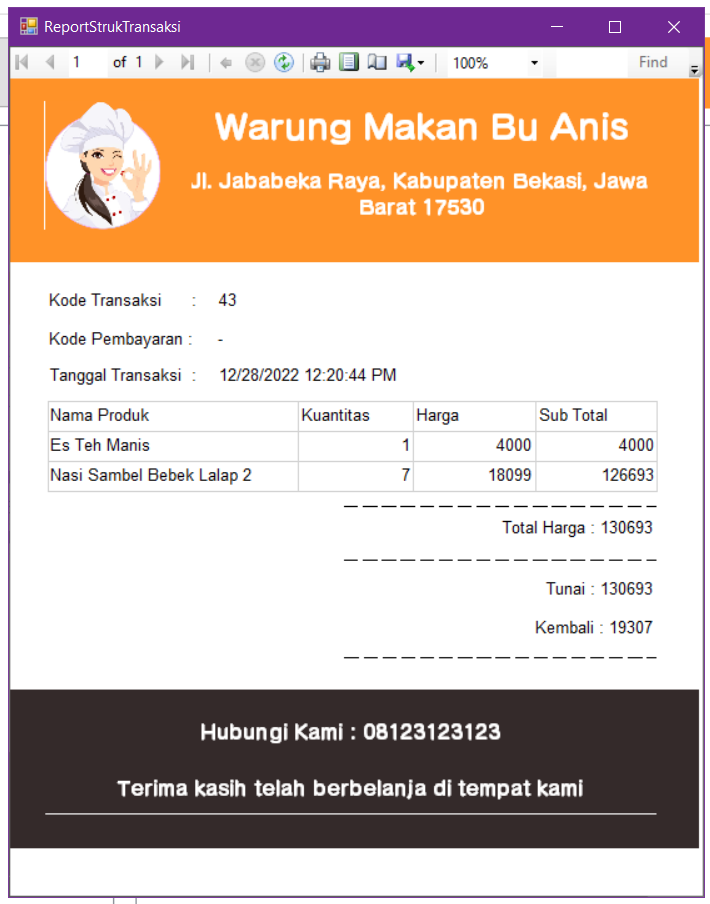 ReportStrukTransaksi
1 of 1 100% Find
Warung Makan Bu Anis
Jl. Jababeka Raya, Kabupaten Bekasi, Jawa
Barat 17530
Kode Transaksi : 43
Kode Pembayaran : -
Tanggal Transaksi : 12/28/2022 12:20:44 PM
Nama Produk Kuantitas Harga Sub Total
Es Teh Manis 1 4000 4000
Nasi Sambel Bebek Lalap 2 7 18099 126693
Total Harga : 130693
Tunai : 130693
Kembali : 19307
Hubungi Kami : 08123123123
Terima kasih telah berbelanja di tempat kami